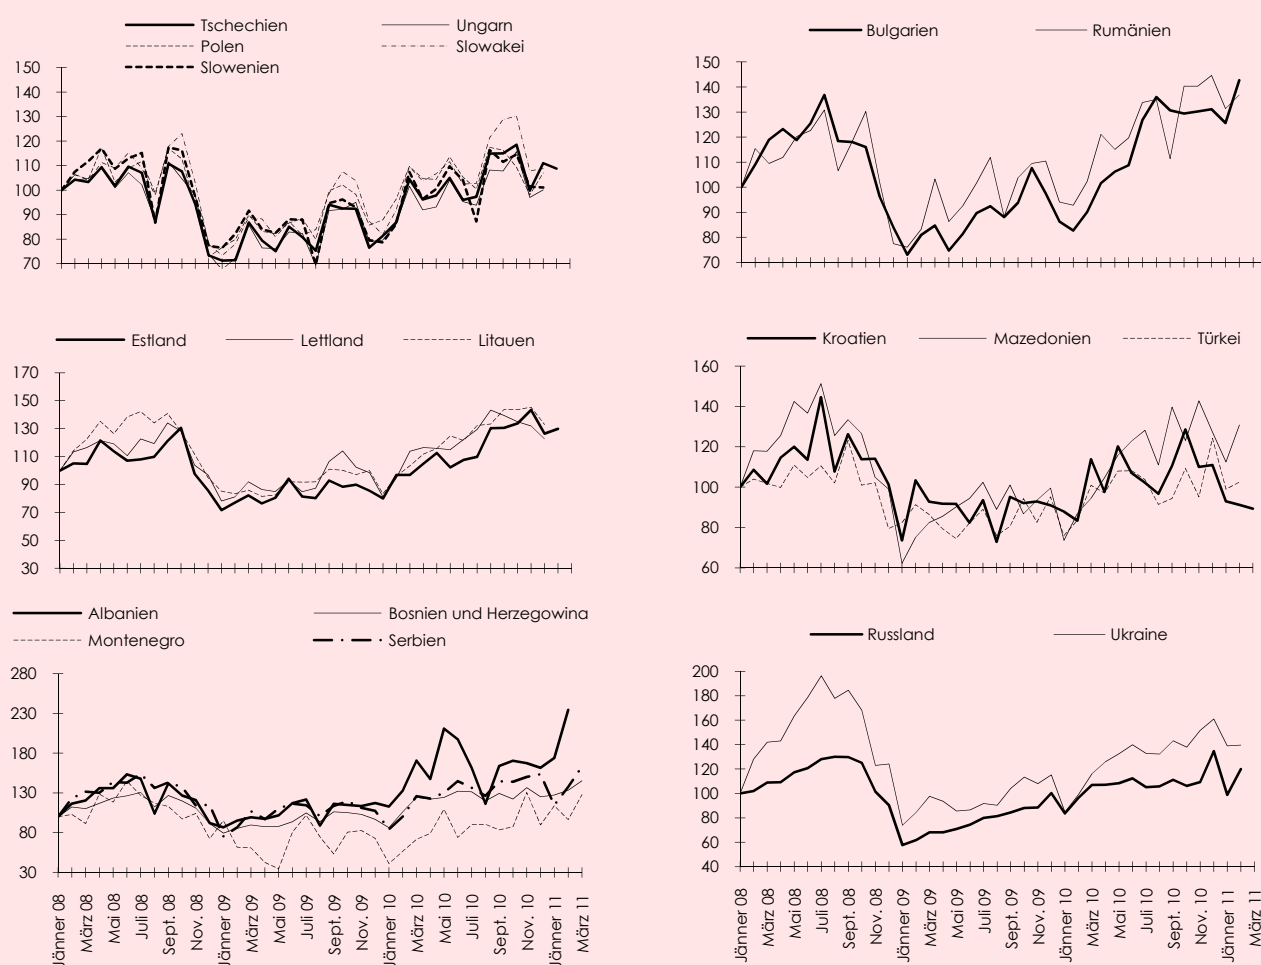 Tschechien Ungarn
Polen Slowakei
Slowenien
150
140
130
120
110
100
90
80
70
Bulgarien Rumänien
150
140
130
120
110
100
90
80
70
Estland Lettland Litauen
170
150
130
110
90
70
50
30
Kroatien Mazedonien Türkei
160
140
120
100
80
60
Albanien Bosnien und Herzegowina
Montenegro Serbien
280
230
180
130
80
30
Jänner 08
März 08
Mai 08
Juli 08
Sept. 08
Nov. 08
Jänner 09
März 09
Mai 09
Juli 09
Sept. 09
Nov. 09
Jänner 10
März 10
Mai 10
Juli 10
Sept. 10
Nov. 10
Jänner 11
März 11
Russland Ukraine
200
180
160
140
120
100
80
60
40
Jänner 08
März 08
Mai 08
Juli 08
Sept. 08
Nov. 08
Jänner 09
März 09
Mai 09
Juli 09
Sept. 09
Nov. 09
Jänner 10
März 10
Mai 10
Juli 10
Sept. 10
Nov. 10
Jänner 11
März 11